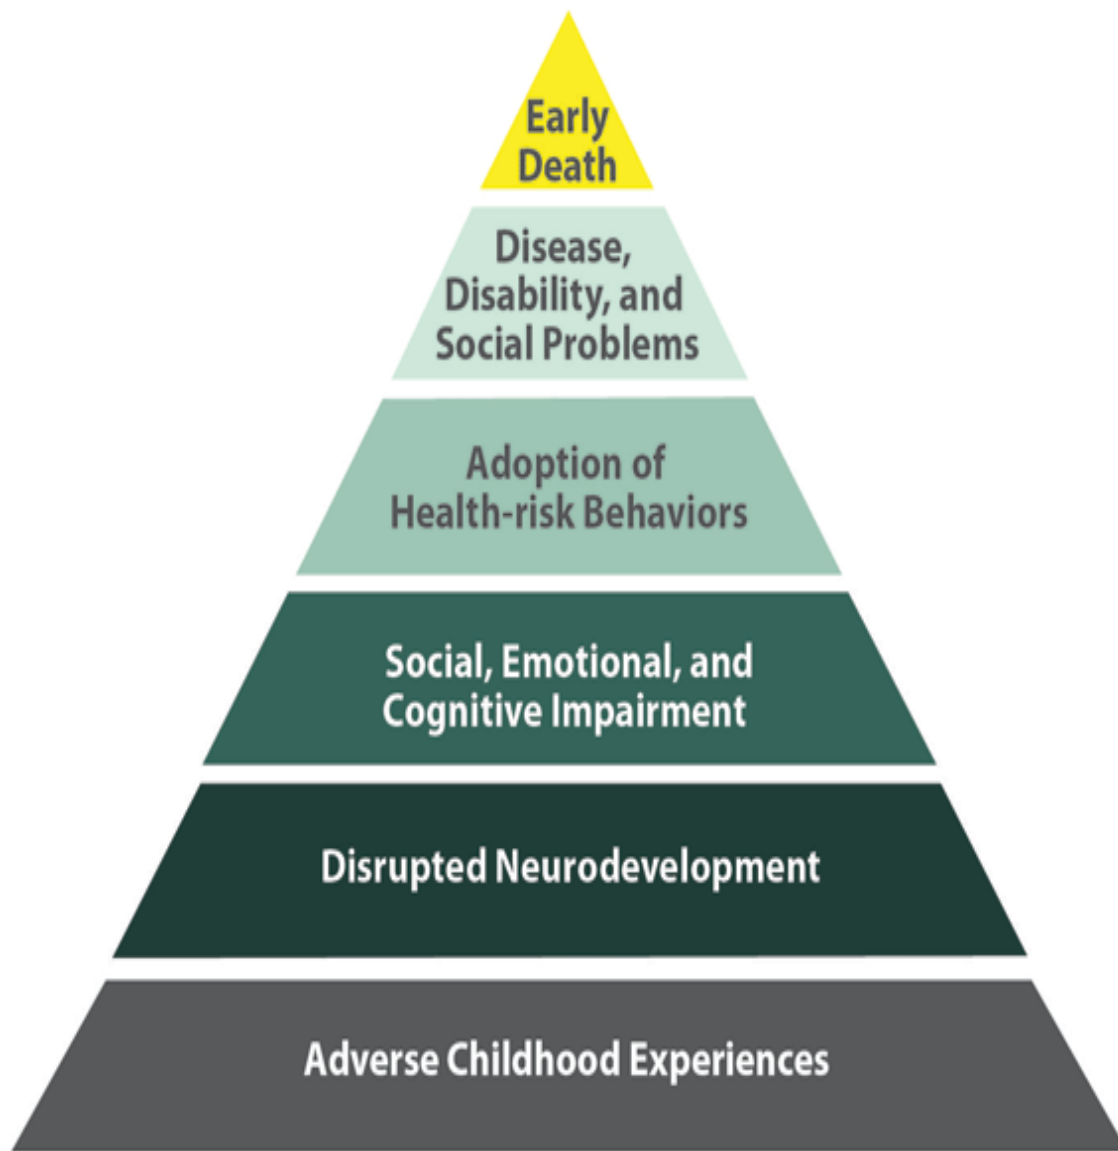 Early
Death
Disease,
Disability, and
Social Problems
Adoption of
Health-risk Behaviors
Social, Emotional, and
Cognitive Impairment
Disrupted Neurodevelopment
Adverse Childhood Experiences